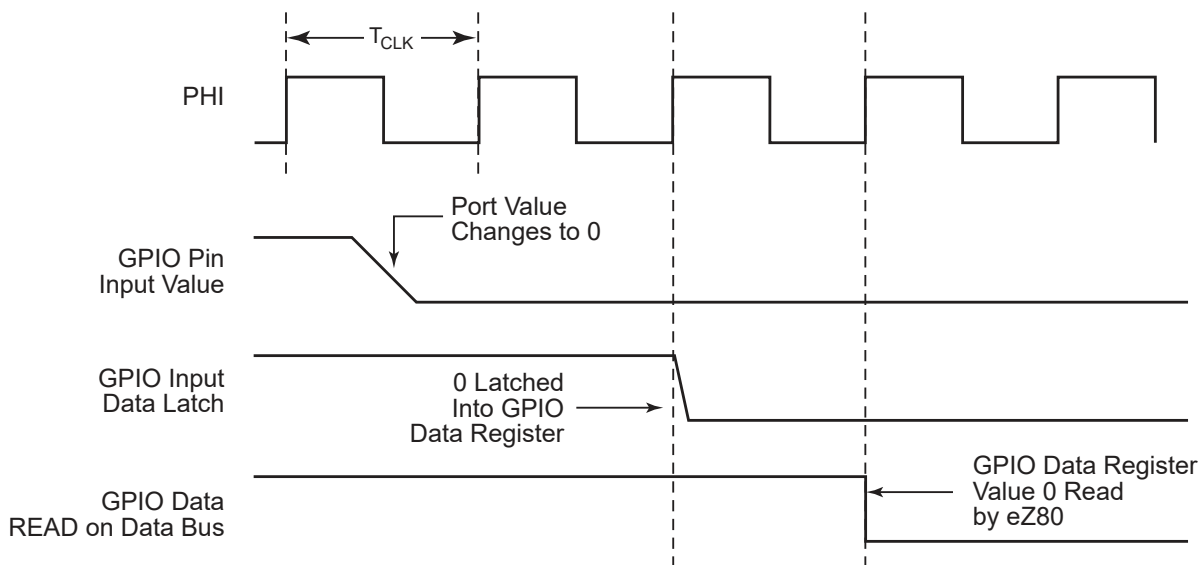 T_CLK
PHI
Port Value
Changes to 0
GPIO Pin
Input Value
GPIO Input
Data Latch
0 Latched
Into GPIO
Data Register
GPIO Data
READ on Data Bus
GPIO Data Register
Value 0 Read
by eZ80